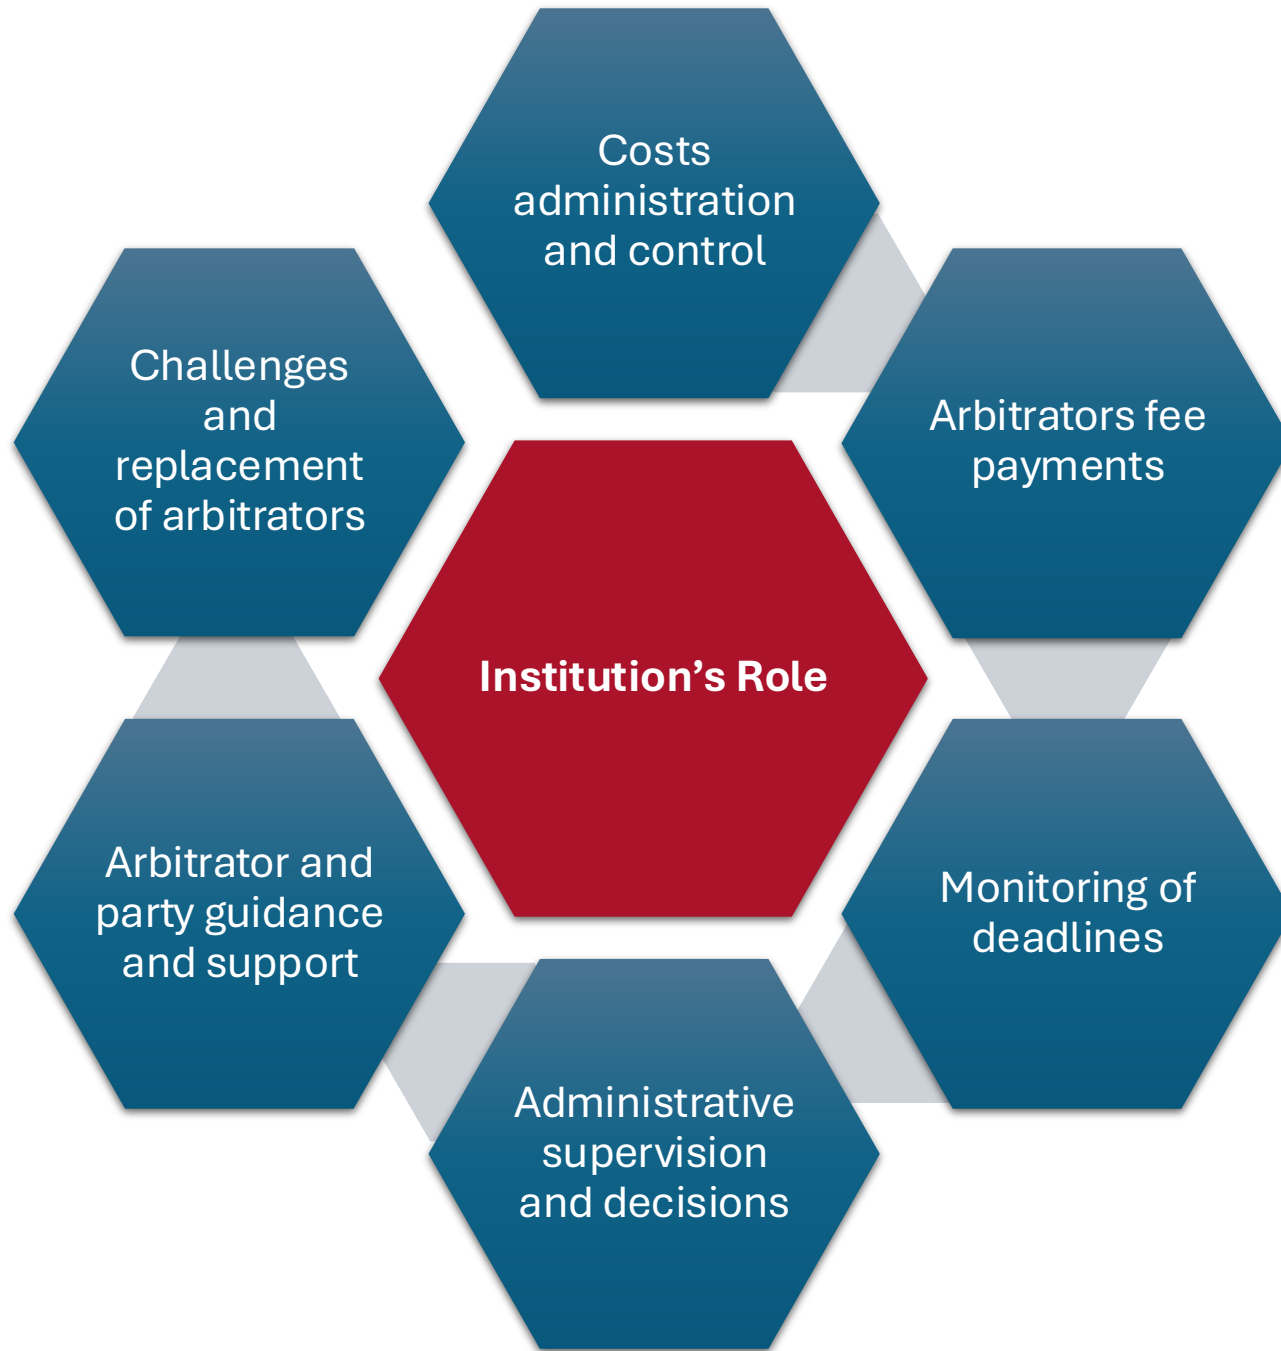 Costs
administration
and control
Arbitrators fee
payments
Monitoring of
deadlines
Administrative
supervision
and decisions
Arbitrator and
party guidance
and support
Challenges
and
replacement
of arbitrators
Institution’s Role